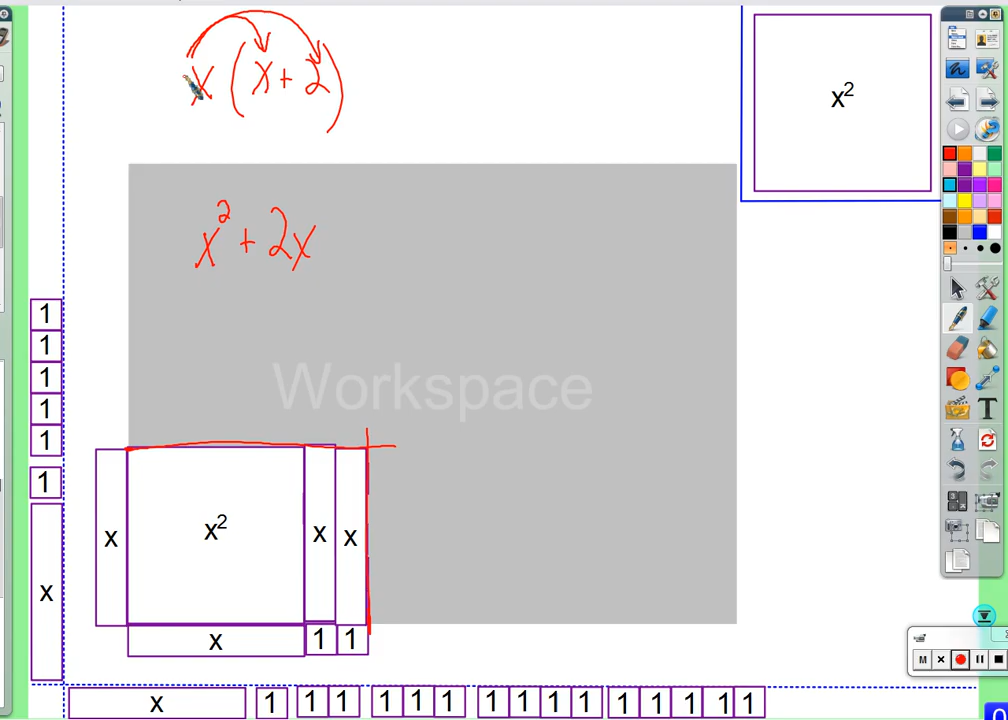 x (x + 2)
x²
x² + 2x
1
1
1
1
1
1
x
Workspace
x
x²
x
x
x
1
1
x
1
1 1
1 1 1
1 1 1 1
1 1 1 1 1
M
T